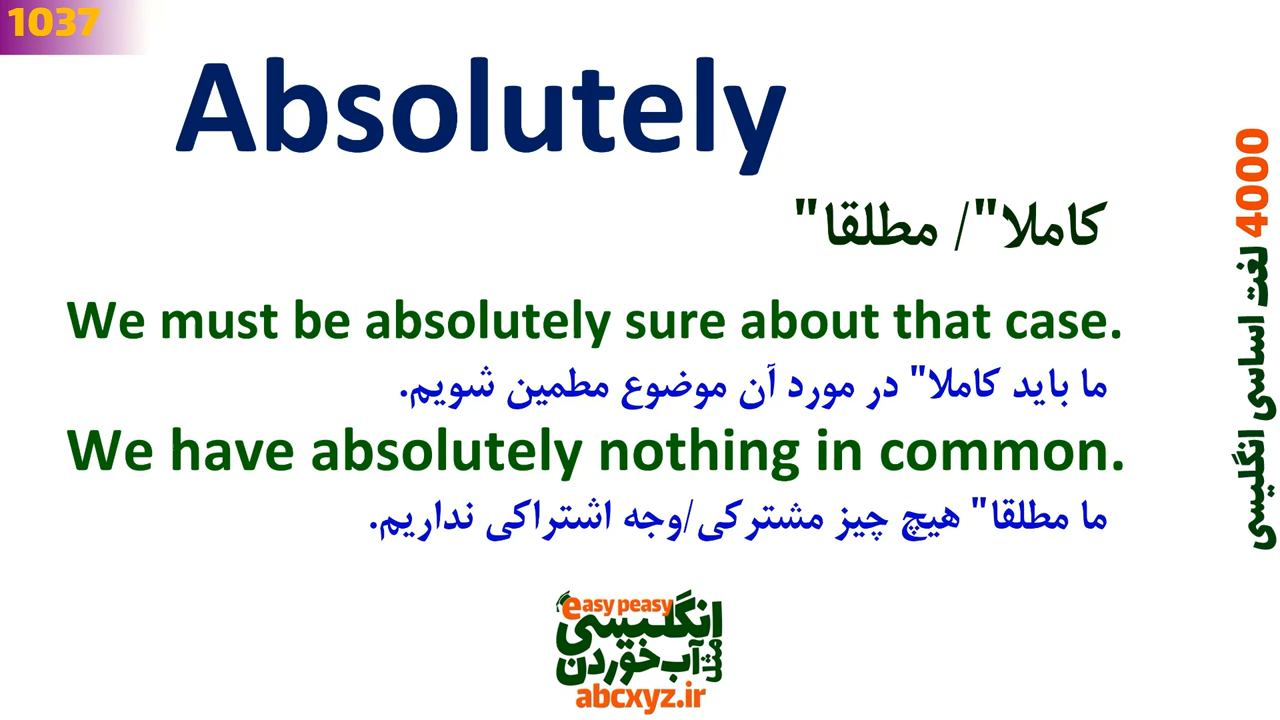 1037
Absolutely
کاملا"/ مطلقا"
We must be absolutely sure about that case.
ما باید کاملا" در مورد آن موضوع مطمین شویم.
We have absolutely nothing in common.
ما مطلقا" هیچ چیز مشترکی/وجه اشتراکی نداریم.
4000 لغت اساسی انگلیسی
easy peasy
انگلیسی
مثل آب خوردن
abcxyz.ir